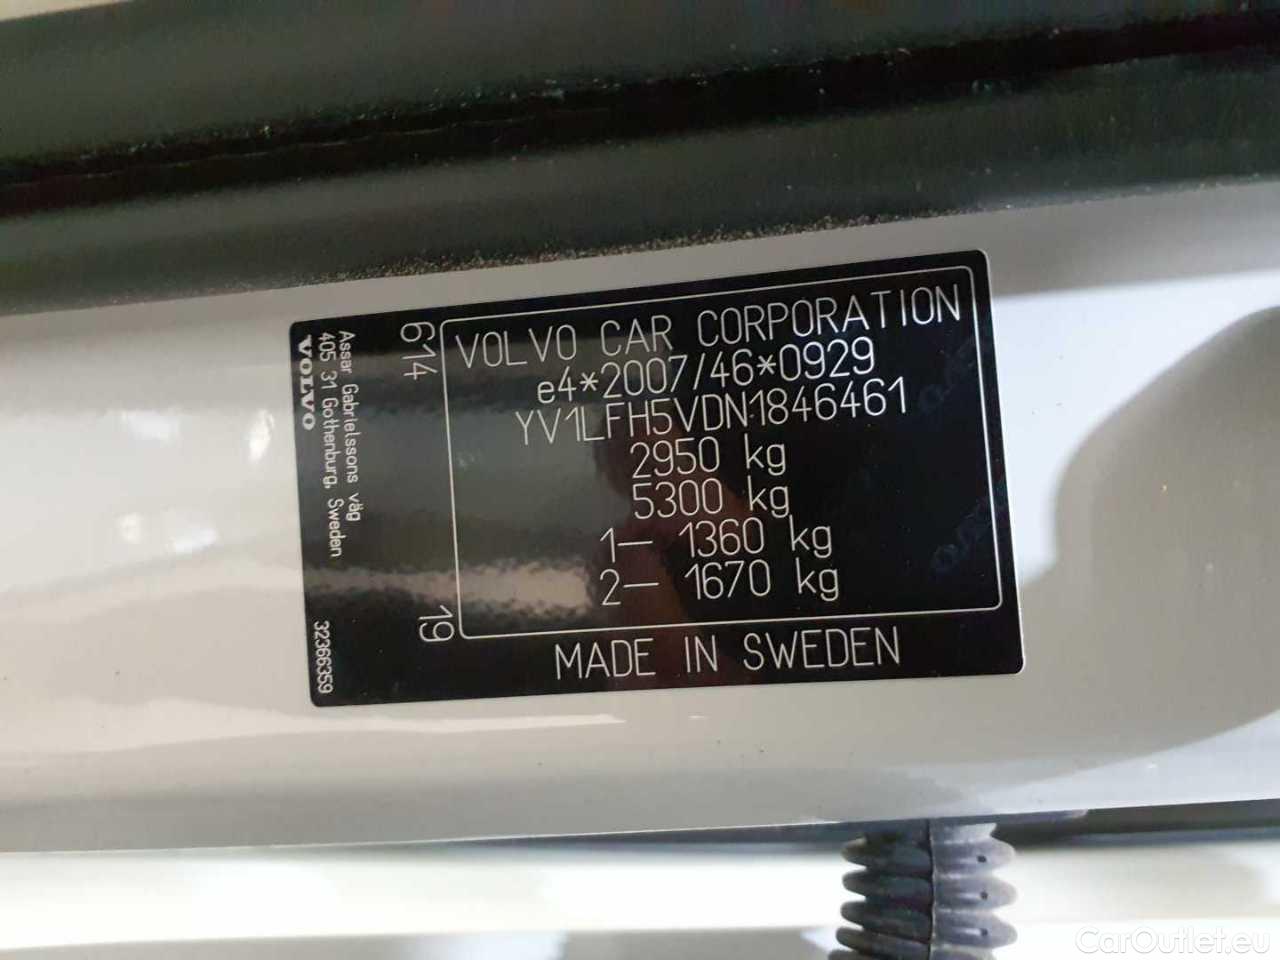 VOLVO CAR CORPORATION
e4*2007/46*0929
YV1LFH5VDN1846461
2950 kg
5300 kg
1– 1360 kg
2– 1670 kg
MADE IN SWEDEN
614
19
Assar Gabrielssons väg
405 31 Gothenburg, Sweden
VOLVO
32366359
CarOutlet.eu